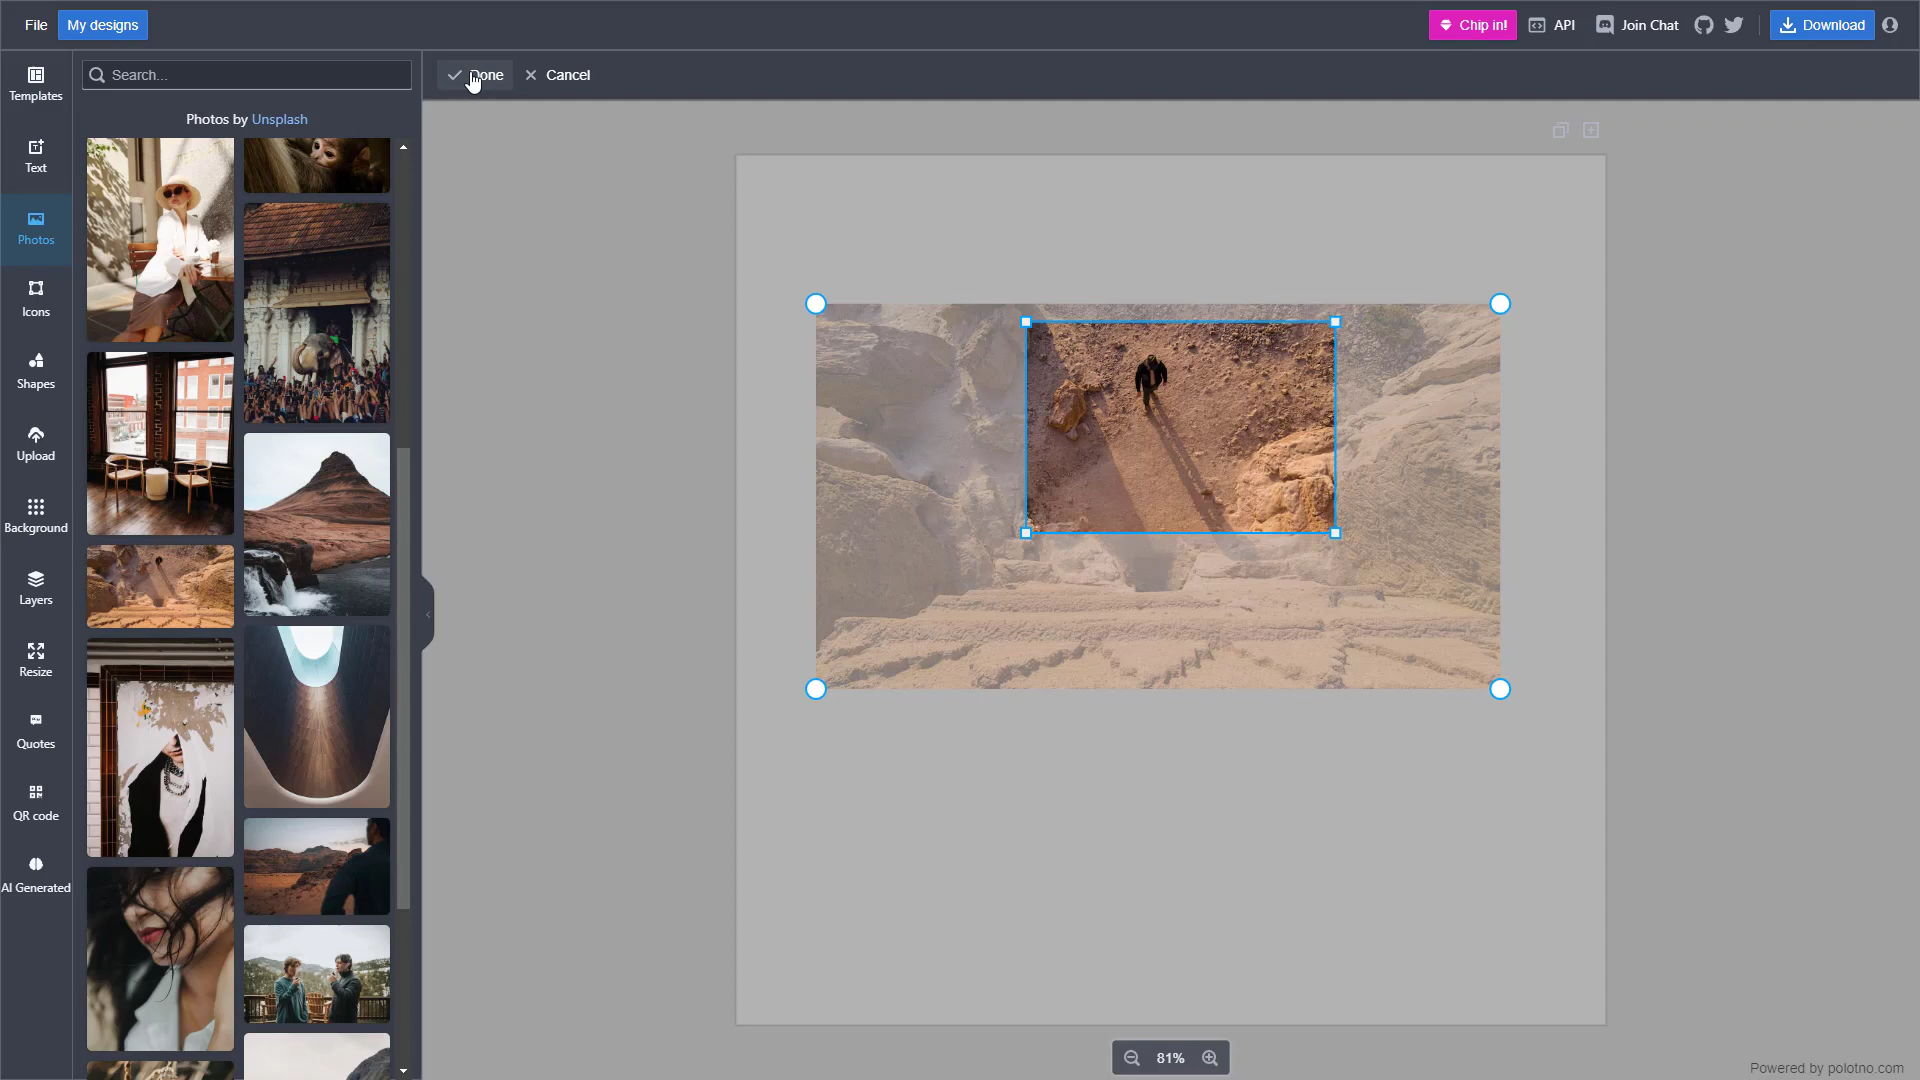 File
My designs
Chip in!
API
Join Chat
Download
Search...
Done
Cancel
Photos by Unsplash
Templates
Text
Photos
Icons
Shapes
Upload
Background
Layers
Resize
Quotes
QR code
AI Generated
81%
Powered by polotno.com